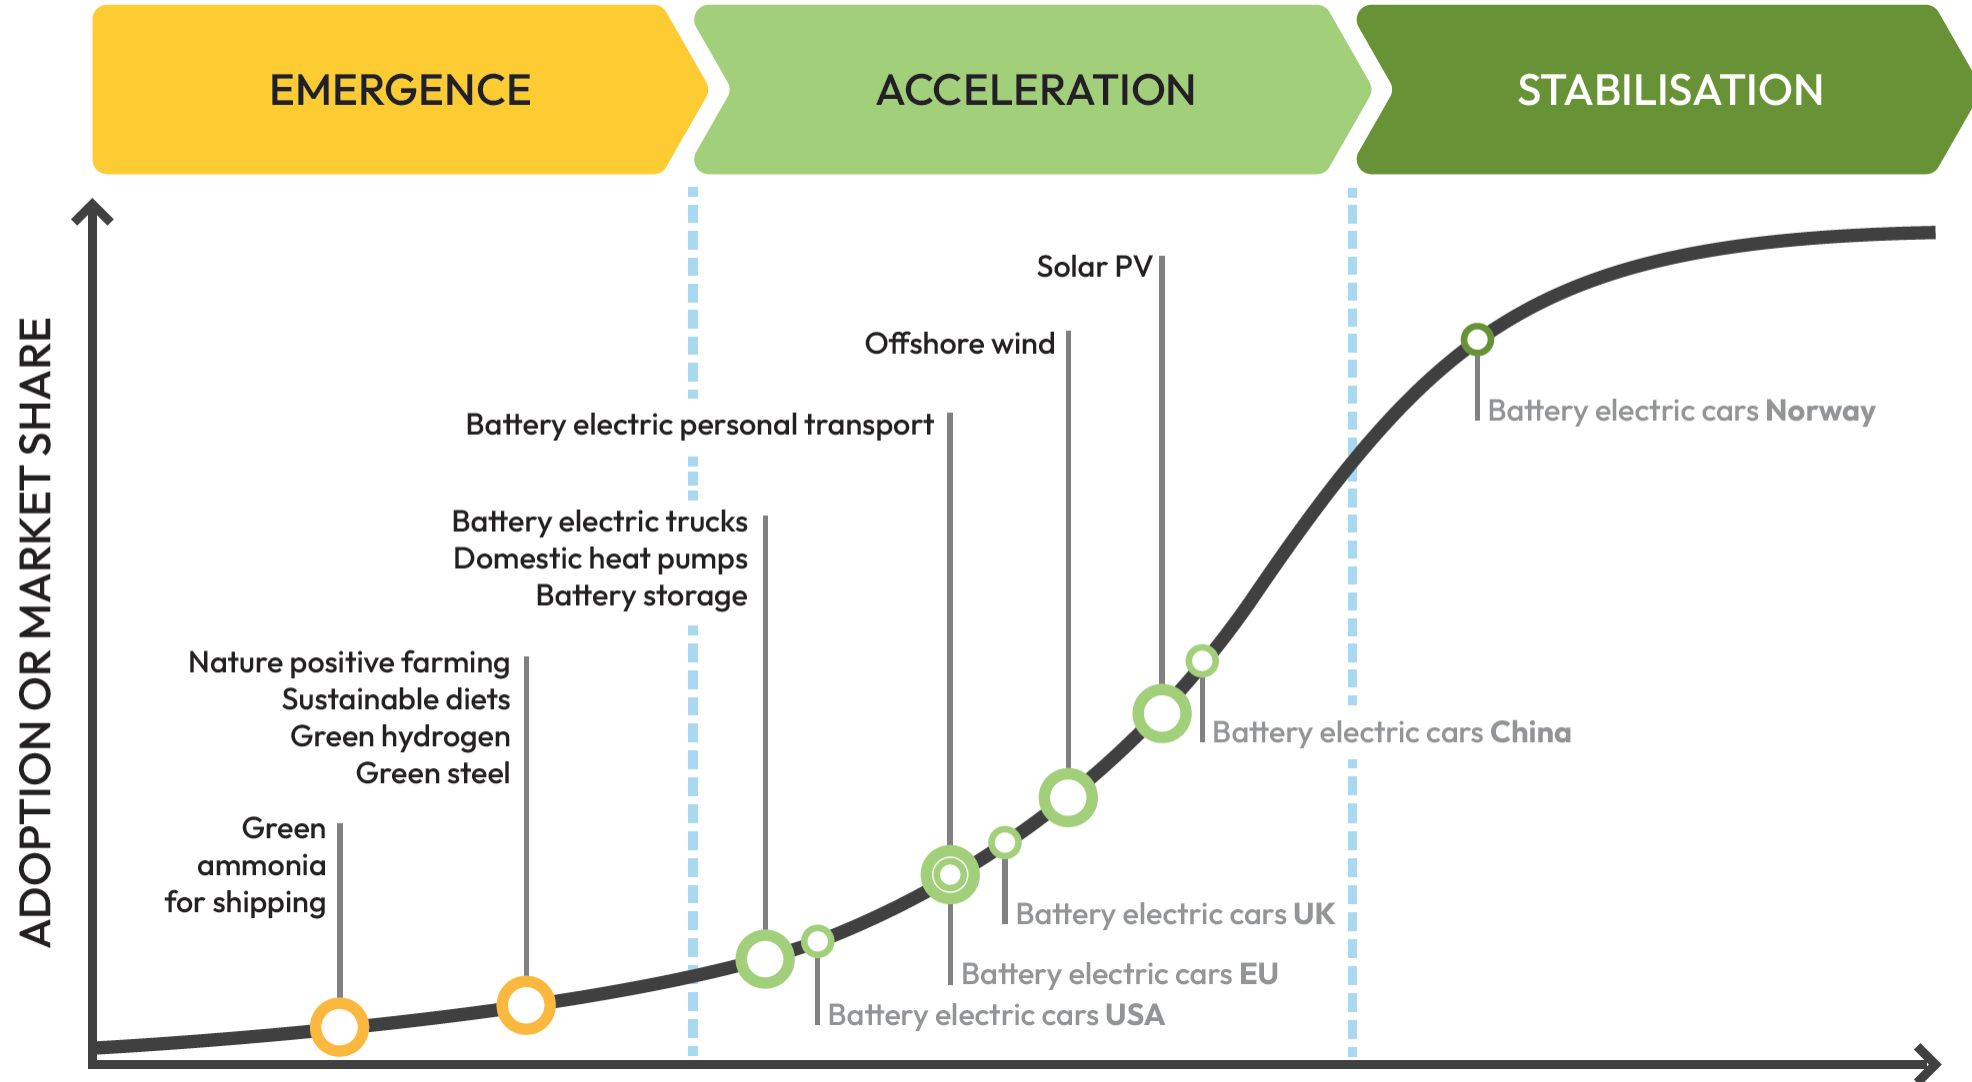 EMERGENCE
ACCELERATION
STABILISATION
ADOPTION OR MARKET SHARE
Solar PV
Offshore wind
Battery electric personal transport
Battery electric cars Norway
Battery electric trucks
Domestic heat pumps
Battery storage
Nature positive farming
Sustainable diets
Green hydrogen
Green steel
Battery electric cars China
Green
ammonia
for shipping
Battery electric cars UK
Battery electric cars EU
Battery electric cars USA